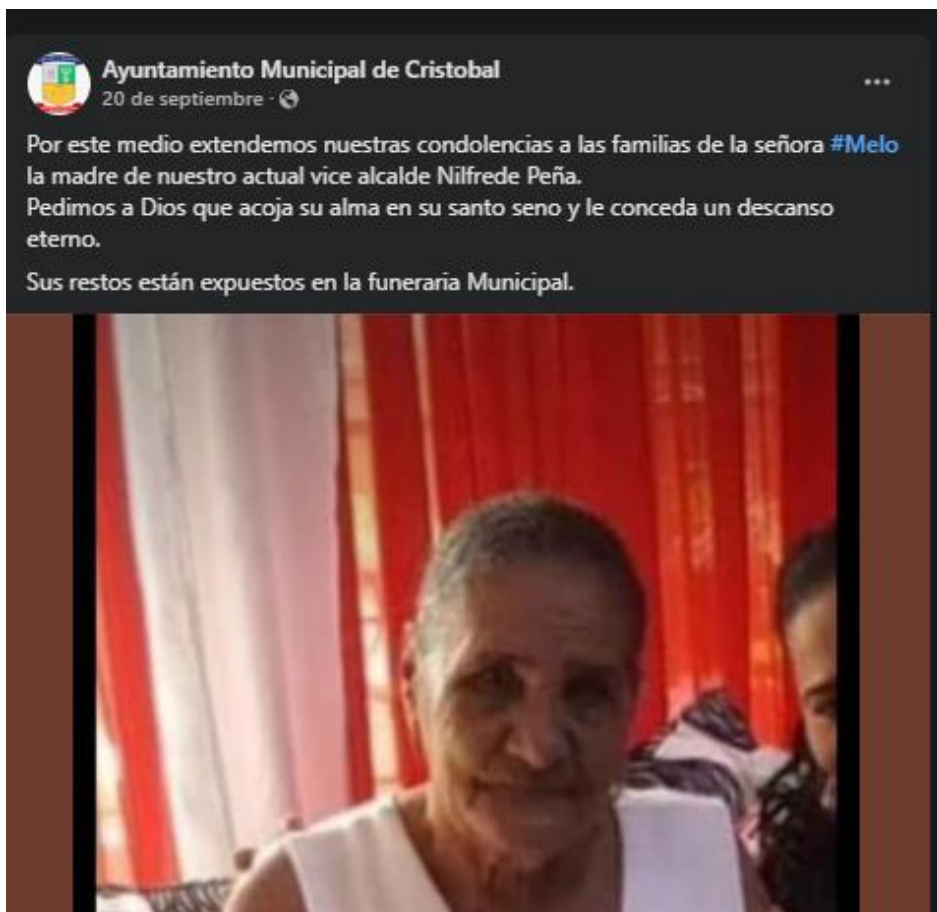 Ayuntamiento Municipal de Cristobal
20 de septiembre ·
Por este medio extendemos nuestras condolencias a las familias de la señora #Melo
la madre de nuestro actual vice alcalde Nilfrede Peña.
Pedimos a Dios que acoja su alma en su santo seno y le conceda un descanso
eterno.
Sus restos están expuestos en la funeraria Municipal.